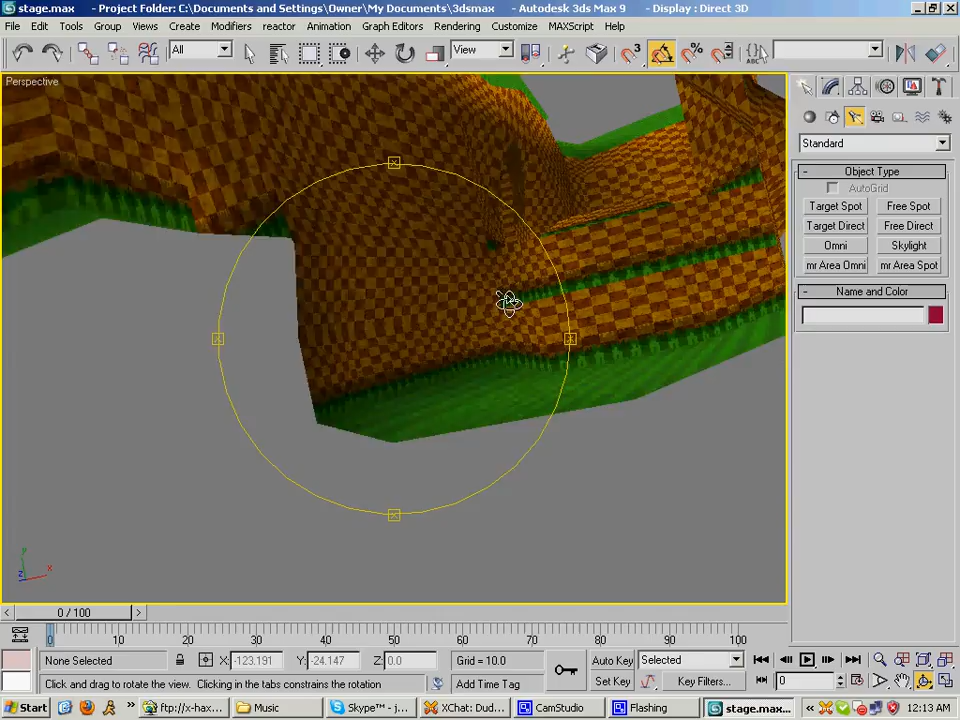 stage.max - Project Folder: C:\Documents and Settings\Owner\My Documents\3dsmax - Autodesk 3ds Max 9 - Display : Direct 3D
File Edit Tools Group Views Create Modifiers reactor Animation Graph Editors Rendering Customize MAXScript Help
All View
Perspective
Standard
- Object Type
AutoGrid
Target Spot Free Spot
Target Direct Free Direct
Omni Skylight
mr Area Omni mr Area Spot
- Name and Color
< 0 / 100 >
0 10 20 30 40 50 60 70 80 90 100
None Selected X: -123.191 Y: -24.147 Z: 0.0 Grid = 10.0 Auto Key Selected
Click and drag to rotate the view. Clicking in the tabs constrains the rotation Add Time Tag Set Key Key Filters... 0
Start ftp://x-hax... Music Skype™ - j... XChat: Dud... CamStudio Flashing stage.max... 12:13 AM